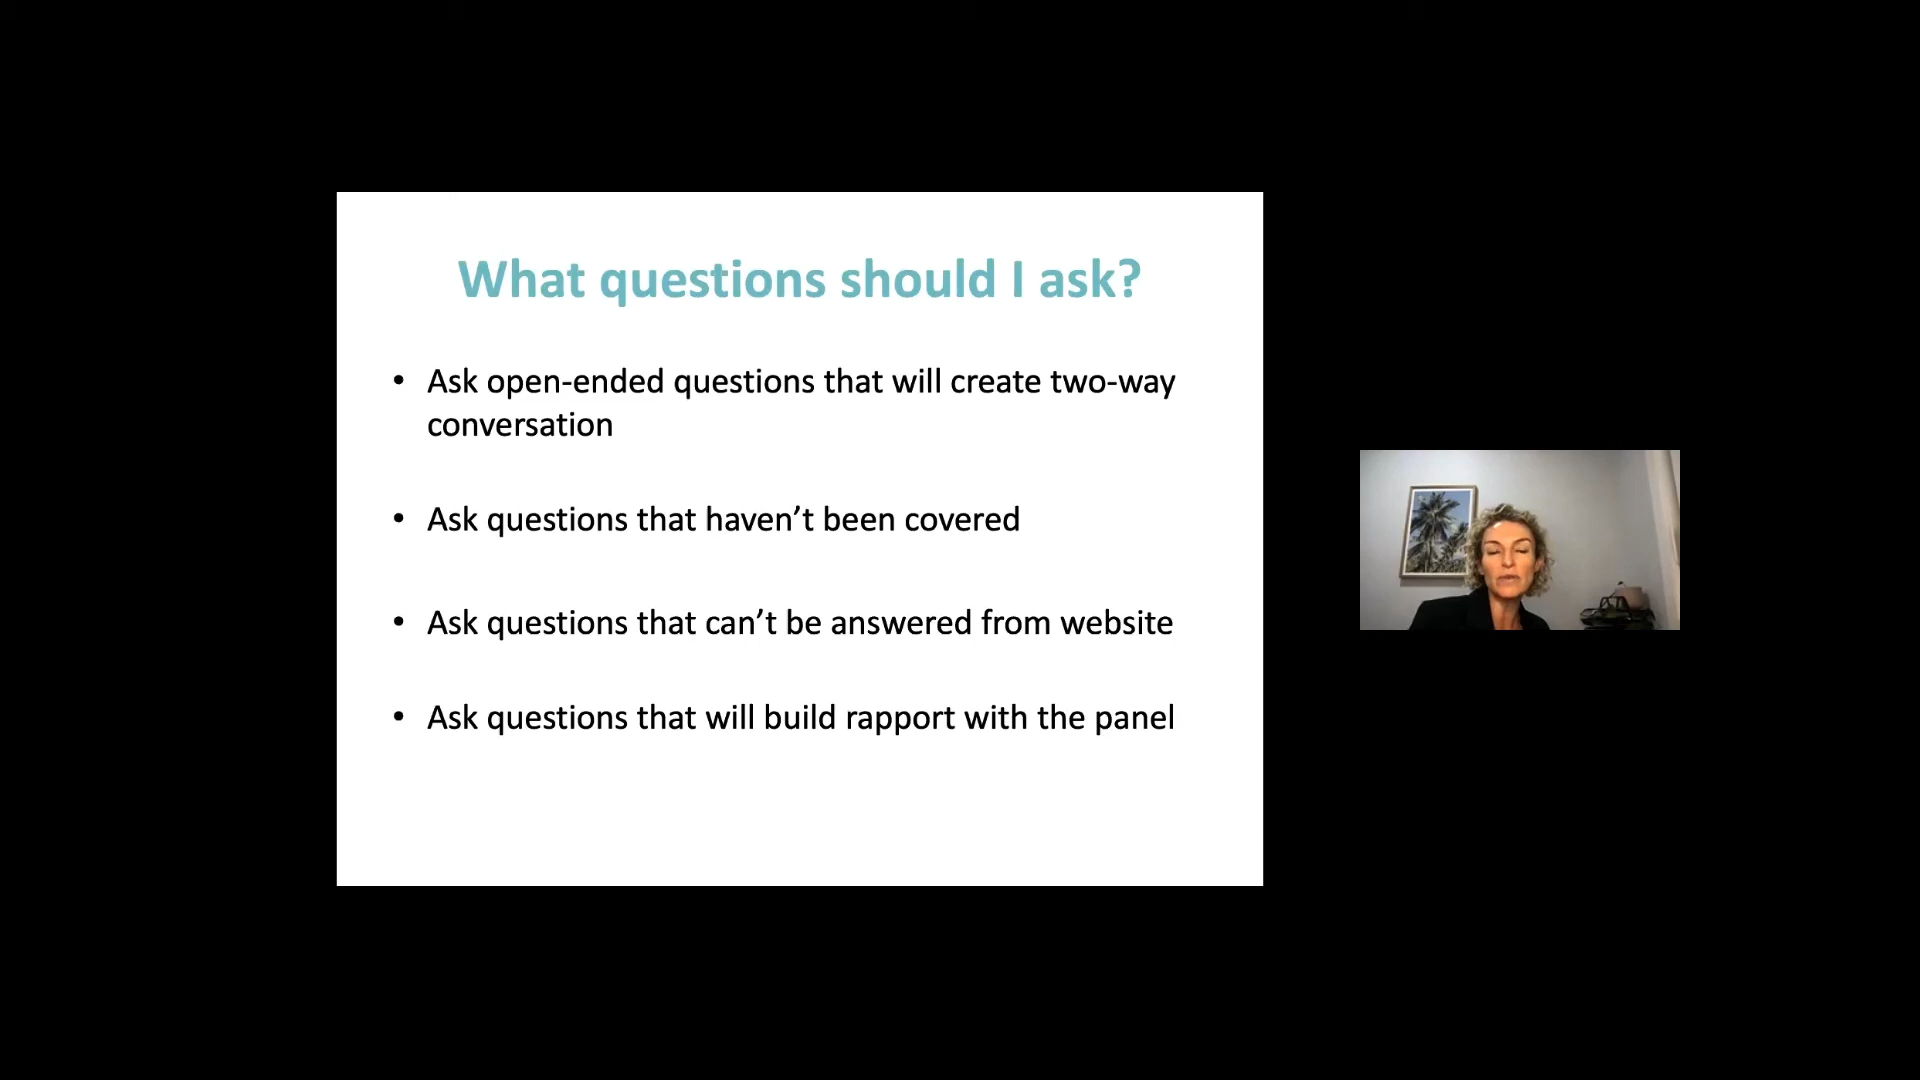 What questions should I ask?
• Ask open-ended questions that will create two-way
conversation
• Ask questions that haven’t been covered
• Ask questions that can’t be answered from website
• Ask questions that will build rapport with the panel